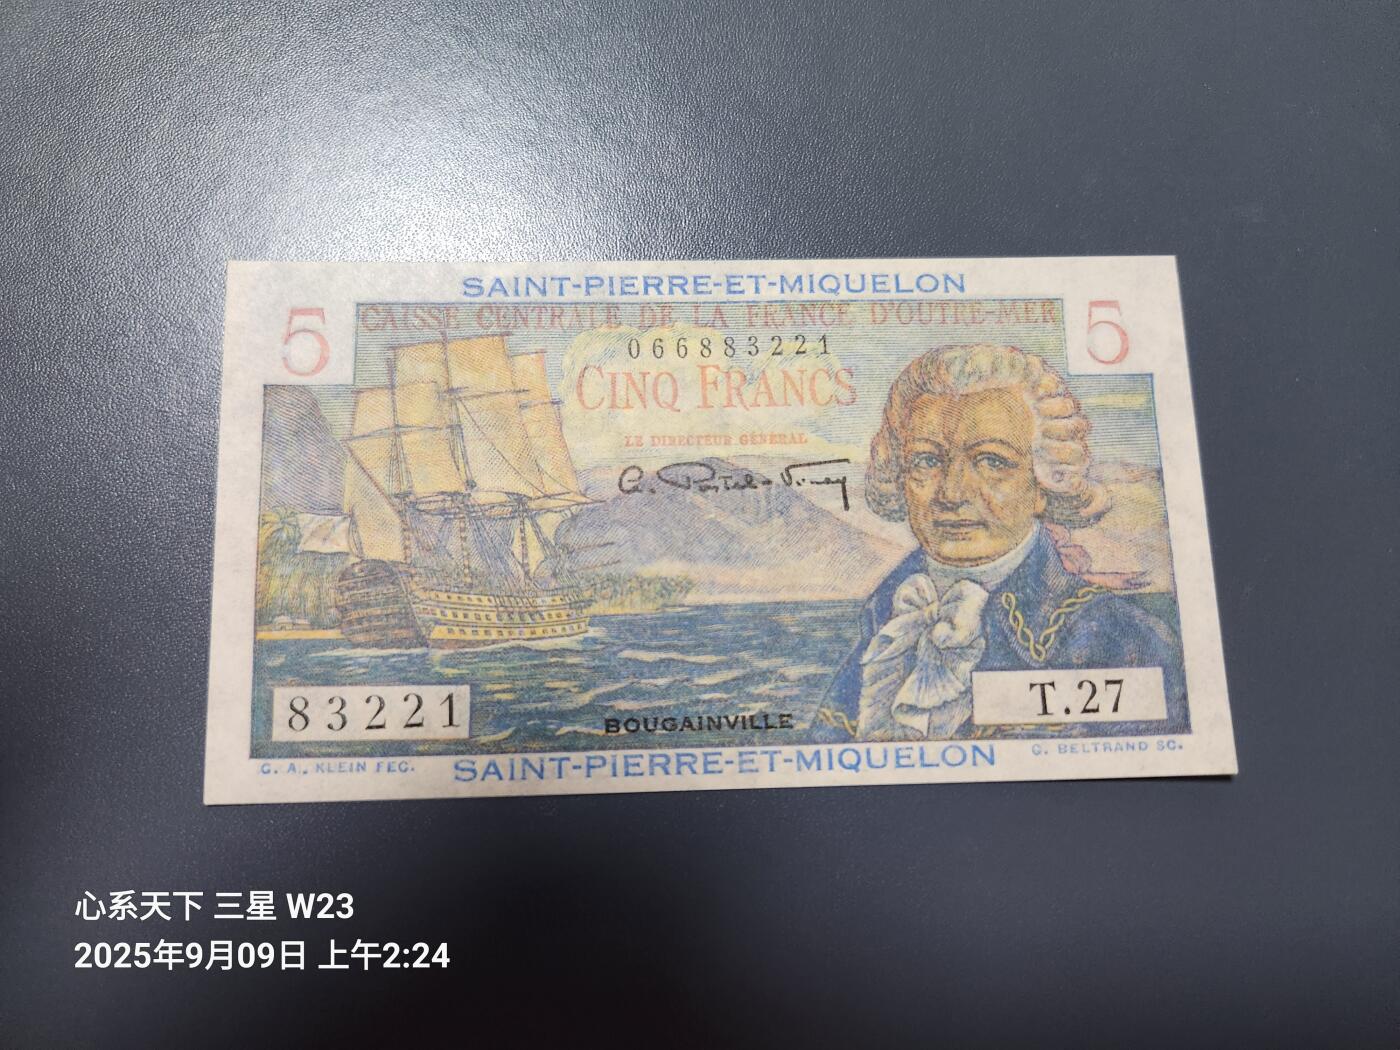 SAINT-PIERRE-ET-MIQUELON
5 CAISSE CENTRALE DE LA FRANCE D'OUTRE-MER 5
066883221
CINQ FRANCS
LE DIRECTEUR GÉNÉRAL
83221
BOUGAINVILLE
T.27
G. A., KLEIN FEC.
SAINT-PIERRE-ET-MIQUELON
G. BELTRAND SC.
心系天下 三星 W23
2025年9月09日 上午2:24